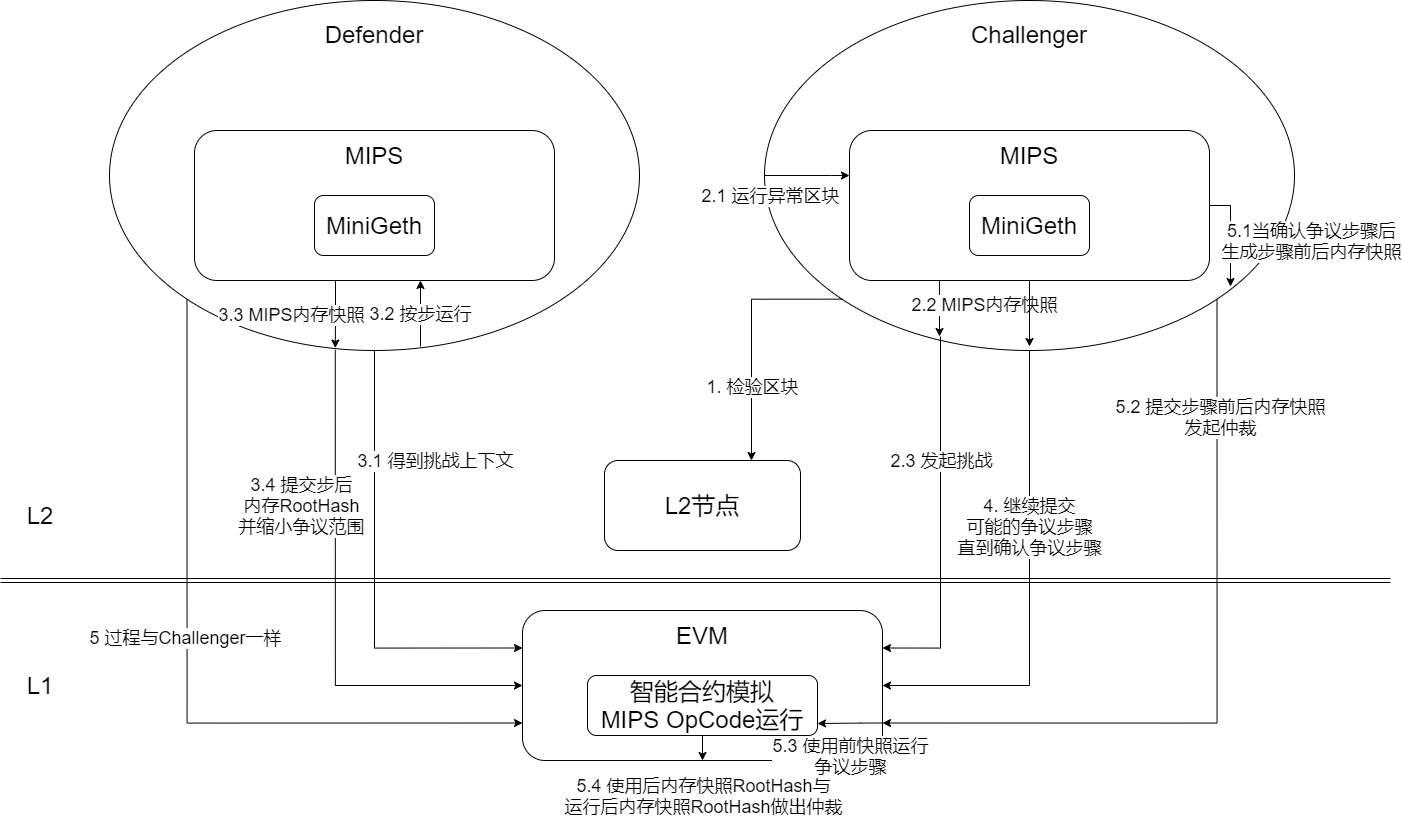 Defender
Challenger
MIPS
MiniGeth
MIPS
MiniGeth
2.1 运行异常区块
5.1当确认争议步骤后
生成步骤前后内存快照
3.3 MIPS内存快照
3.2 按步运行
2.2 MIPS内存快照
1. 检验区块
5.2 提交步骤前后内存快照
发起仲裁
3.1 得到挑战上下文
2.3 发起挑战
3.4 提交步后
内存RootHash
并缩小争议范围
L2节点
4. 继续提交
可能的争议步骤
直到确认争议步骤
L2
5 过程与Challenger一样
EVM
L1
智能合约模拟
MIPS OpCode运行
5.3 使用前快照运行
争议步骤
5.4 使用后内存快照RootHash与
运行后内存快照RootHash做出仲裁